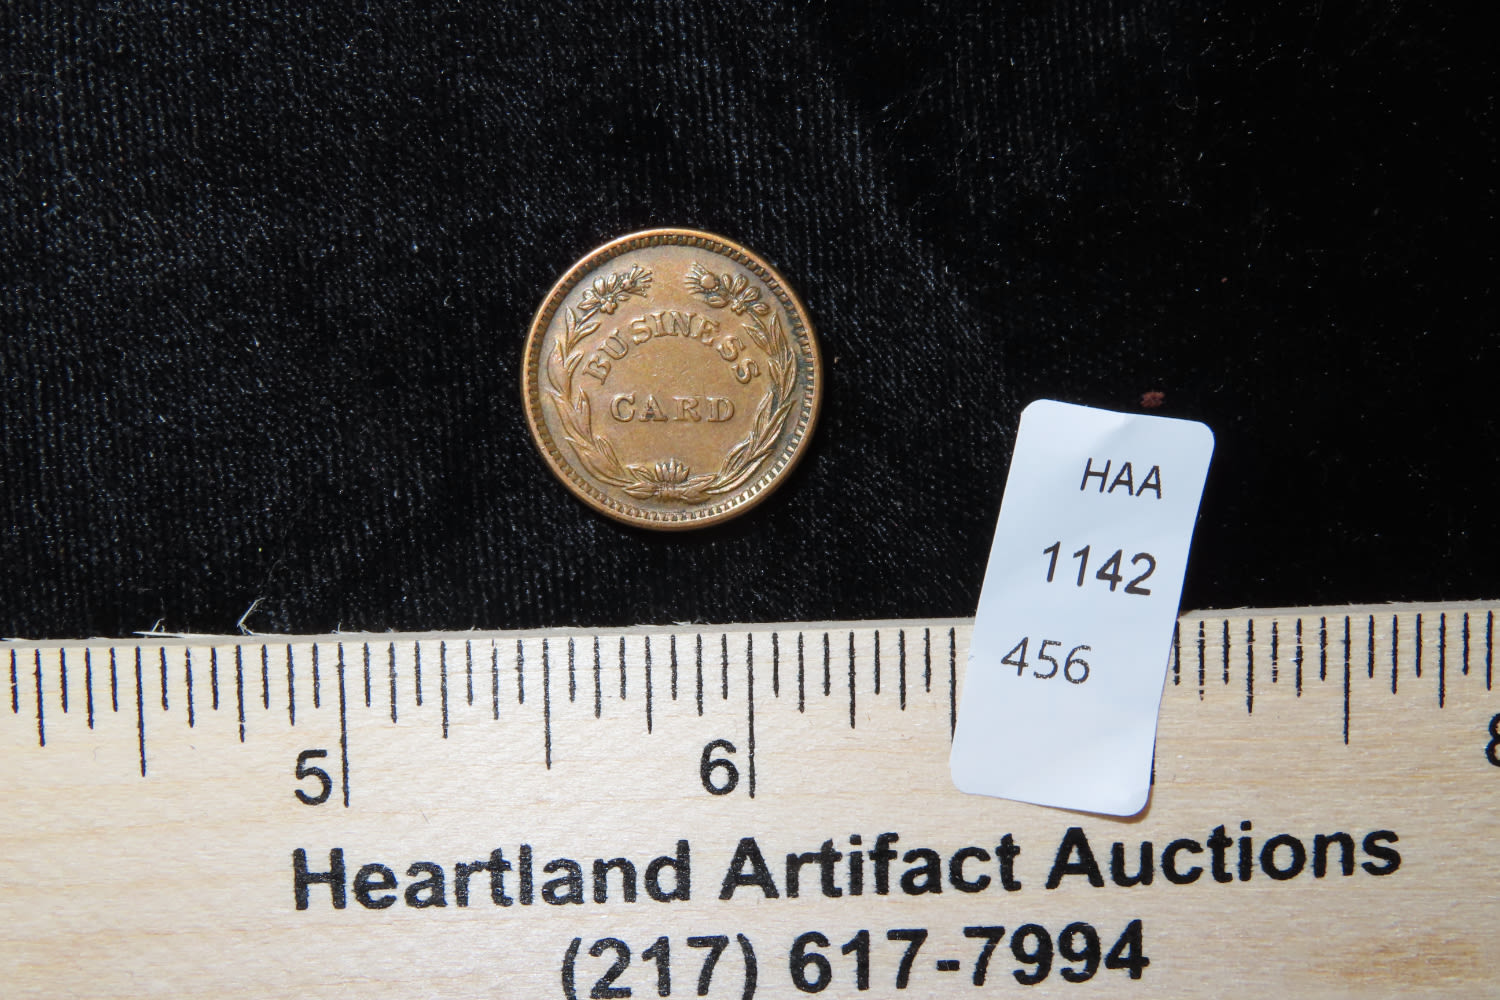 BUSINESS
CARD
HAA
1142
456
5 6 8
Heartland Artifact Auctions
(217) 617-7994